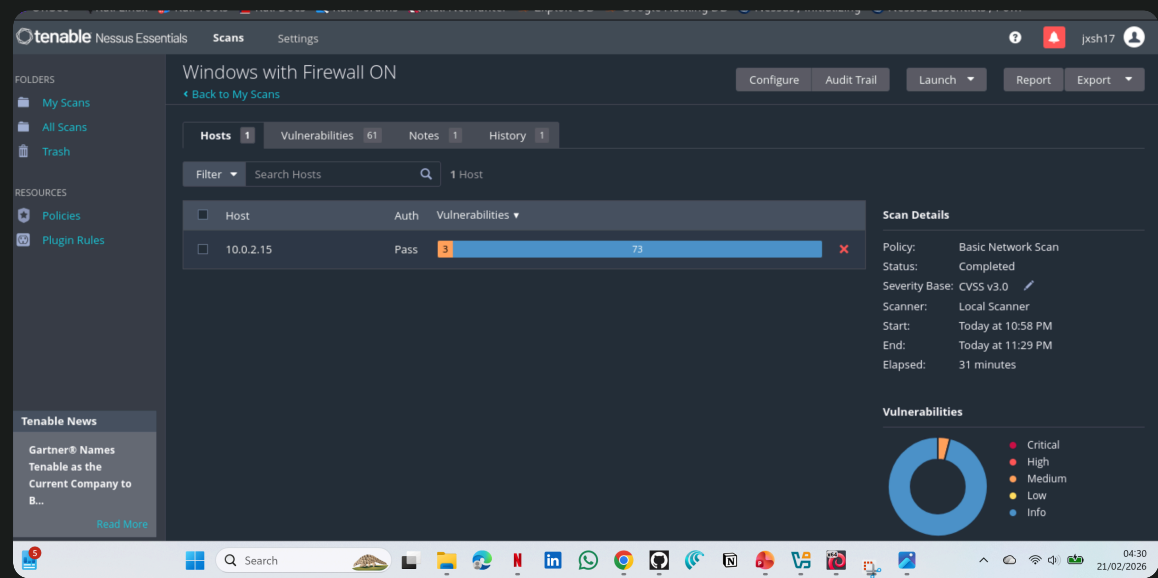 tenable Nessus Essentials Scans Settings jxsh17
FOLDERS
My Scans
All Scans
Trash
RESOURCES
Policies
Plugin Rules
Tenable News
Gartner® Names
Tenable as the
Current Company to
B...
Read More
Windows with Firewall ON
Back to My Scans
Configure Audit Trail Launch Report Export
Hosts 1 Vulnerabilities 61 Notes 1 History 1
Filter Search Hosts 1 Host
Host Auth Vulnerabilities
10.0.2.15 Pass 3 73
Scan Details
Policy: Basic Network Scan
Status: Completed
Severity Base: CVSS v3.0
Scanner: Local Scanner
Start: Today at 10:58 PM
End: Today at 11:29 PM
Elapsed: 31 minutes
Vulnerabilities
Critical
High
Medium
Low
Info
5
Search
N
in
04:30
21/02/2026